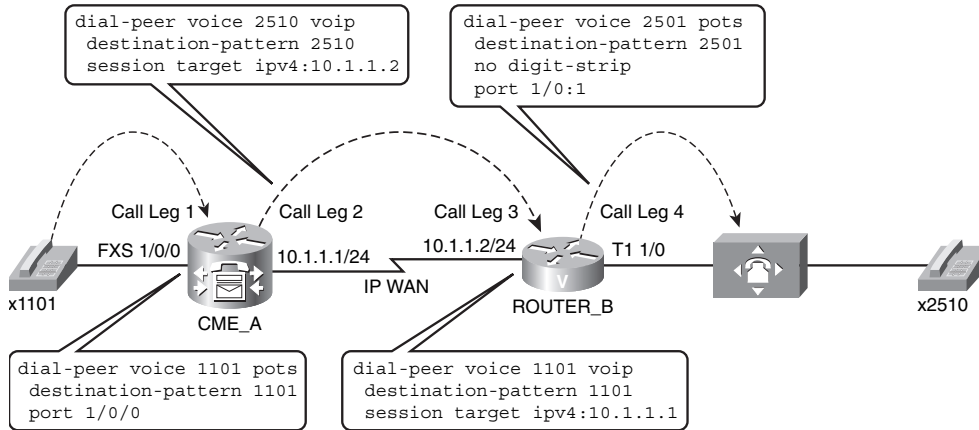 dial-peer voice 2510 voip
destination-pattern 2510
session target ipv4:10.1.1.2
dial-peer voice 2501 pots
destination-pattern 2501
no digit-strip
port 1/0:1
Call Leg 1
Call Leg 2
Call Leg 3
Call Leg 4
FXS 1/0/0
10.1.1.1/24
10.1.1.2/24
T1 1/0
IP WAN
V
x1101
CME_A
ROUTER_B
x2510
dial-peer voice 1101 pots
destination-pattern 1101
port 1/0/0
dial-peer voice 1101 voip
destination-pattern 1101
session target ipv4:10.1.1.1